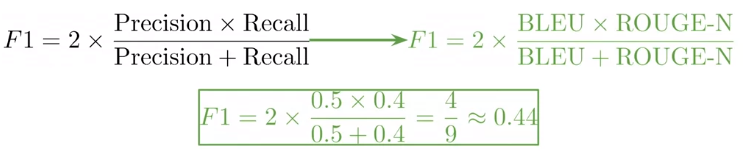 F1 = 2 × (Precision × Recall) / (Precision + Recall) → F1 = 2 × (BLEU × ROUGE-N) / (BLEU + ROUGE-N)
F1 = 2 × (0.5 × 0.4) / (0.5 + 0.4) = 4/9 ≈ 0.44